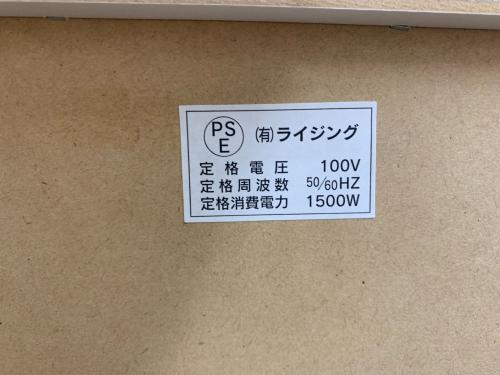 PS
E
(有)ライジング
定格電圧 100V
定格周波数 50/60HZ
定格消費電力 1500W